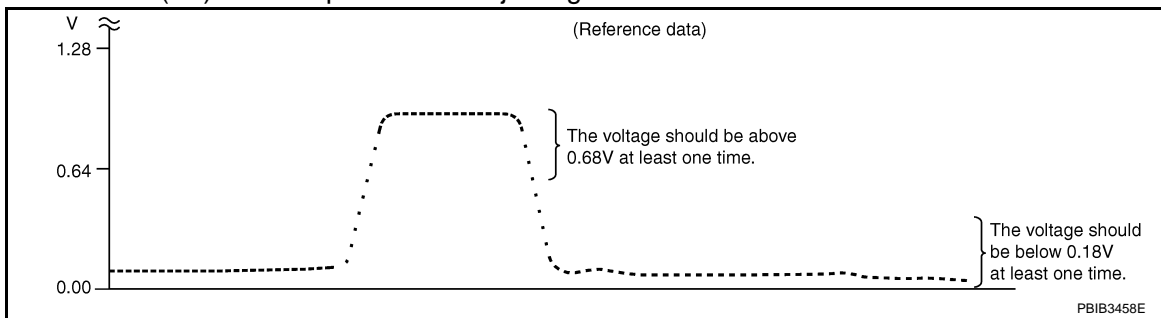 V
(Reference data)
1.28
The voltage should be above
0.68V at least one time.
0.64
The voltage should
be below 0.18V
at least one time.
0.00
PBIB3458E